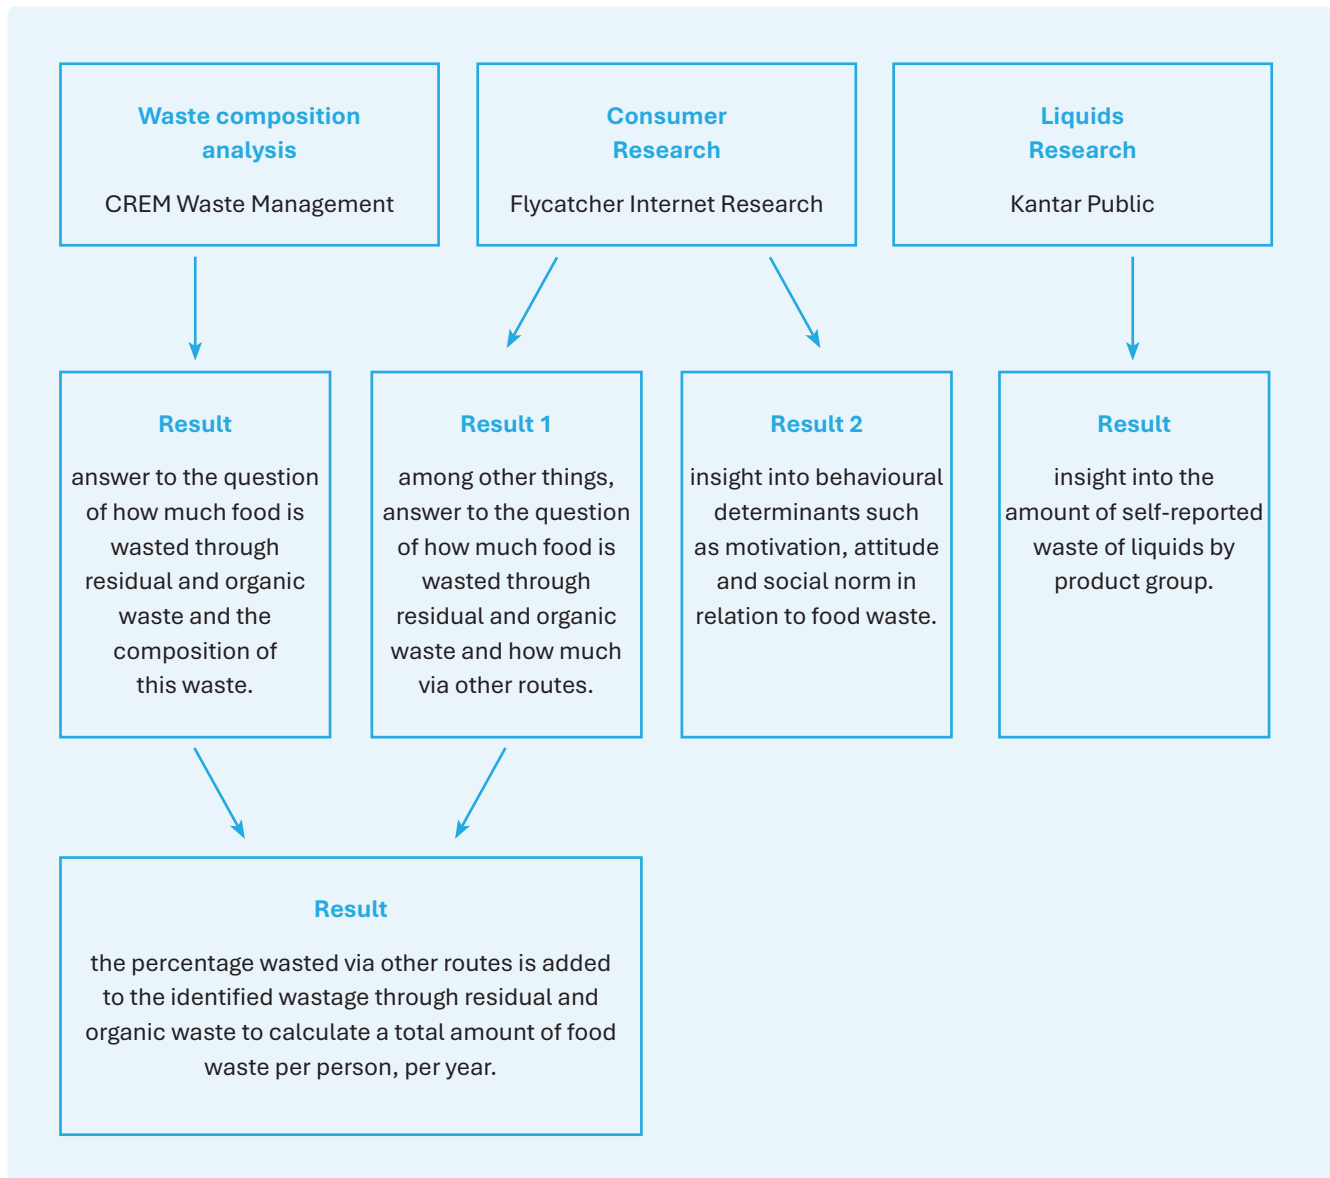 Waste composition
analysis
CREM Waste Management
Consumer
Research
Flycatcher Internet Research
Liquids
Research
Kantar Public
Result
answer to the question
of how much food is
wasted through
residual and organic
waste and the
composition of
this waste.
Result 1
among other things,
answer to the question
of how much food is
wasted through
residual and organic
waste and how much
via other routes.
Result 2
insight into behavioural
determinants such
as motivation, attitude
and social norm in
relation to food waste.
Result
insight into the
amount of self-reported
waste of liquids by
product group.
Result
the percentage wasted via other routes is added
to the identified wastage through residual and
organic waste to calculate a total amount of food
waste per person, per year.